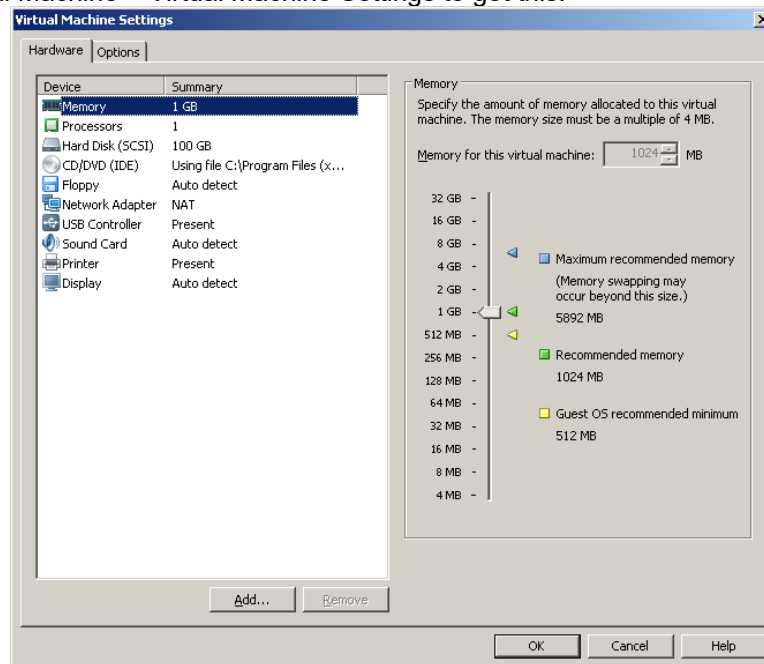 Virtual Machine Settings to get this:
Virtual Machine Settings
Hardware Options
Device Summary
Memory 1 GB
Processors 1
Hard Disk (SCSI) 100 GB
CD/DVD (IDE) Using file C:\Program Files (x...
Floppy Auto detect
Network Adapter NAT
USB Controller Present
Sound Card Auto detect
Printer Present
Display Auto detect
Add... Remove
Memory
Specify the amount of memory allocated to this virtual
machine. The memory size must be a multiple of 4 MB.
Memory for this virtual machine: 1024 MB
32 GB
16 GB
8 GB
4 GB
2 GB
1 GB
512 MB
256 MB
128 MB
64 MB
32 MB
16 MB
8 MB
4 MB
Maximum recommended memory
(Memory swapping may
occur beyond this size.)
5892 MB
Recommended memory
1024 MB
Guest OS recommended minimum
512 MB
OK Cancel Help